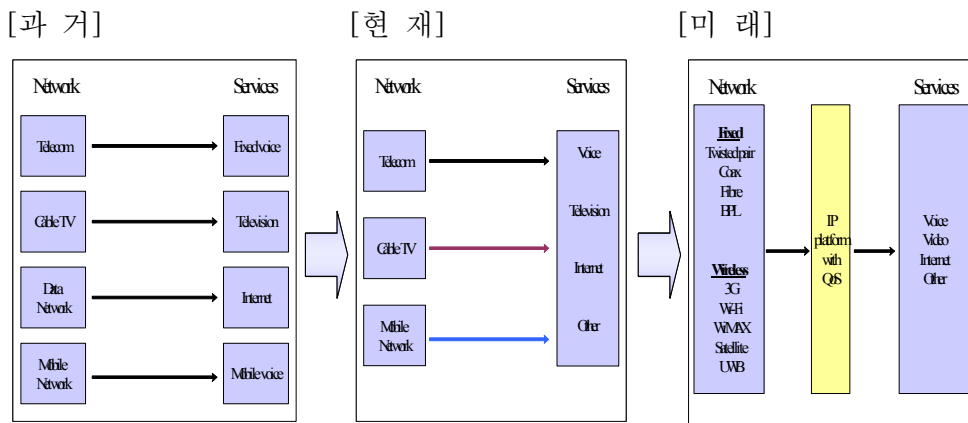 [과 거]
Network
Services
Telecom
Fixed voice
Cable TV
Television
Data
Network
Internet
Mobile
Network
Mobile voice
[현 재]
Network
Services
Telecom
Cable TV
Mobile
Network
Voice
Television
Internet
Other
[미 래]
Network
Services
Fixed
Twisted pair
Coax
Fibre
BPL
Wireless
3G
Wi-Fi
WiMAX
Satellite
UWB
IP
platform
with
QoS
Voice
Video
Internet
Other